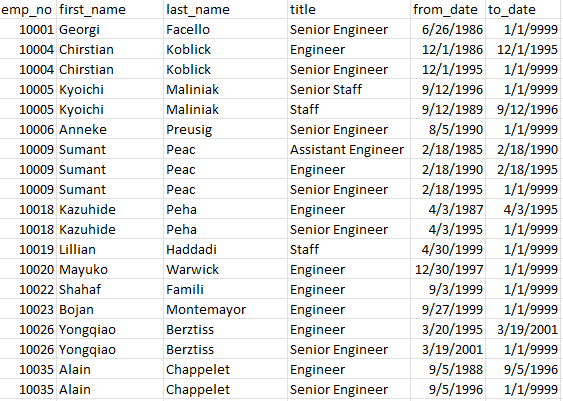 emp_no first_name last_name title from_date to_date
10001 Georgi Facello Senior Engineer 6/26/1986 1/1/9999
10004 Chirstian Koblick Engineer 12/1/1986 12/1/1995
10004 Chirstian Koblick Senior Engineer 12/1/1995 1/1/9999
10005 Kyoichi Maliniak Senior Staff 9/12/1996 1/1/9999
10005 Kyoichi Maliniak Staff 9/12/1989 9/12/1996
10006 Anneke Preusig Senior Engineer 8/5/1990 1/1/9999
10009 Sumant Peac Assistant Engineer 2/18/1985 2/18/1990
10009 Sumant Peac Engineer 2/18/1990 2/18/1995
10009 Sumant Peac Senior Engineer 2/18/1995 1/1/9999
10018 Kazuhide Peha Engineer 4/3/1987 4/3/1995
10018 Kazuhide Peha Senior Engineer 4/3/1995 1/1/9999
10019 Lillian Haddadi Staff 4/30/1999 1/1/9999
10020 Mayuko Warwick Engineer 12/30/1997 1/1/9999
10022 Shahaf Famili Engineer 9/3/1999 1/1/9999
10023 Bojan Montemayor Engineer 9/27/1999 1/1/9999
10026 Yongqiao Berztiss Engineer 3/20/1995 3/19/2001
10026 Yongqiao Berztiss Senior Engineer 3/19/2001 1/1/9999
10035 Alain Chappelet Engineer 9/5/1988 9/5/1996
10035 Alain Chappelet Senior Engineer 9/5/1996 1/1/9999